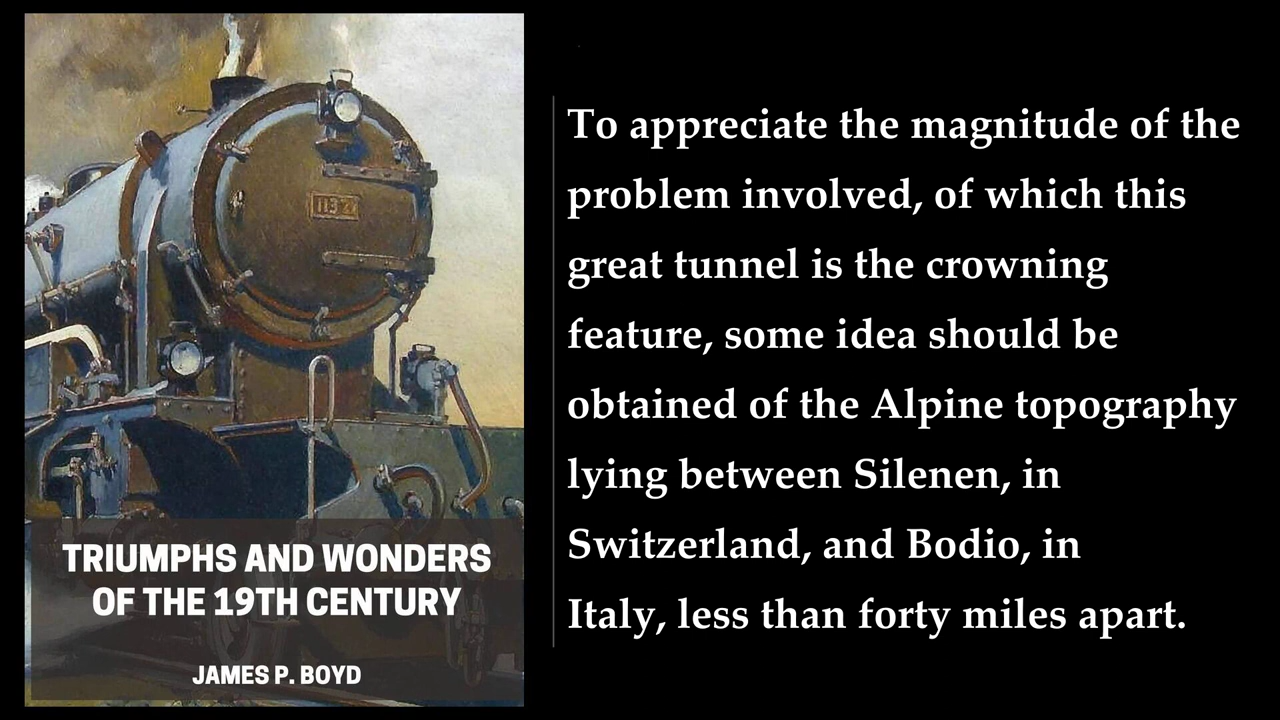 TRIUMPHS AND WONDERS
OF THE 19TH CENTURY
JAMES P. BOYD
To appreciate the magnitude of the
problem involved, of which this
great tunnel is the crowning
feature, some idea should be
obtained of the Alpine topography
lying between Silenen, in
Switzerland, and Bodio, in
Italy, less than forty miles apart.